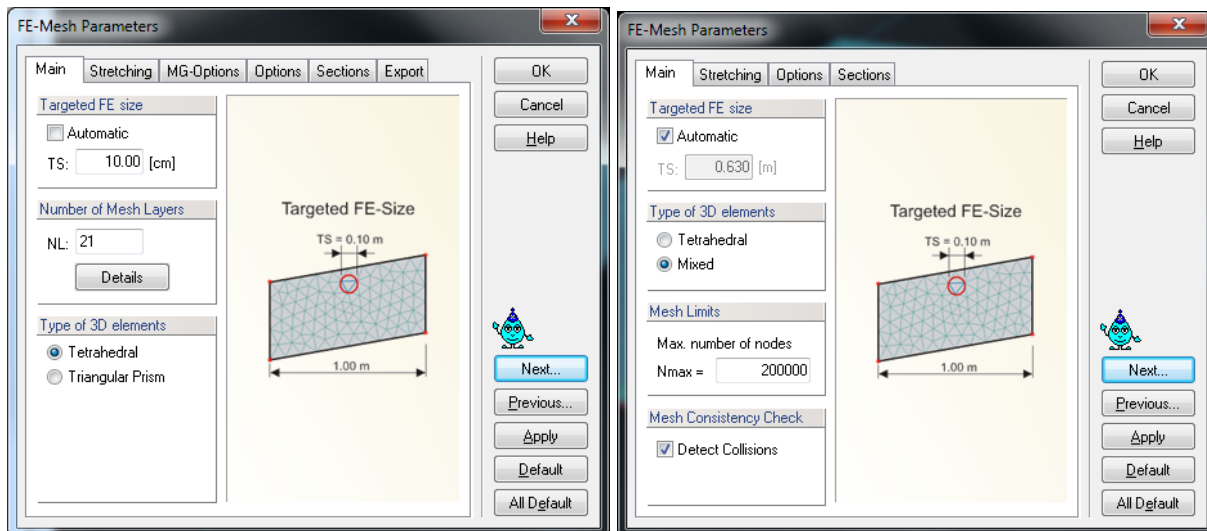 FE-Mesh Parameters
Main Stretching MG-Options Options Sections Export
Targeted FE size
Automatic
TS: 10.00 [cm]
Number of Mesh Layers
NL: 21
Details
Type of 3D elements
Tetrahedral
Triangular Prism
Targeted FE-Size
TS = 0.10 m
1.00 m
OK
Cancel
Help
Next...
Previous...
Apply
Default
All Default
FE-Mesh Parameters
Main Stretching Options Sections
Targeted FE size
Automatic
TS: 0.630 [m]
Type of 3D elements
Tetrahedral
Mixed
Mesh Limits
Max. number of nodes
Nmax = 200000
Mesh Consistency Check
Detect Collisions
Targeted FE-Size
TS = 0.10 m
1.00 m
OK
Cancel
Help
Next...
Previous...
Apply
Default
All Default